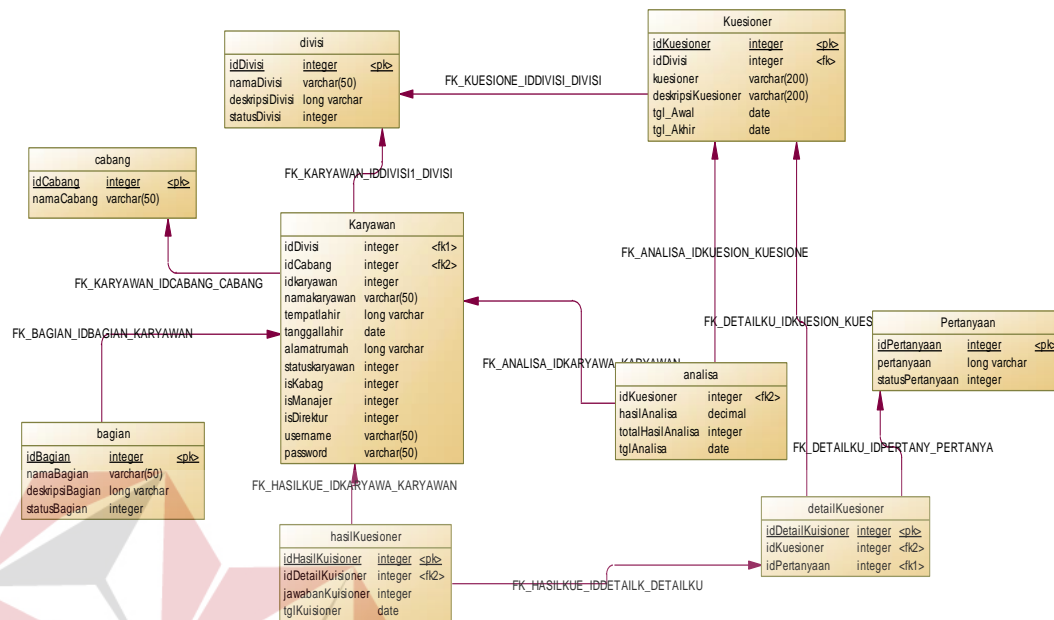 divisi
idDivisi integer <pk>
namaDivisi varchar(50)
deskripsiDivisi long varchar
statusDivisi integer
Kuesioner
idKuesioner integer <pk>
idDivisi integer <fk>
kuesioner varchar(200)
deskripsiKuesioner varchar(200)
tgl_Awal date
tgl_Akhir date
FK_KUESIONE_IDDIVISI_DIVISI
cabang
idCabang integer <pk>
namaCabang varchar(50)
FK_KARYAWAN_IDDIVISI1_DIVISI
Karyawan
idDivisi integer <fk1>
idCabang integer <fk2>
idkaryawan integer
namakaryawan varchar(50)
tempatlahir long varchar
tanggallahir date
alamatrumah long varchar
statuskaryawan integer
isKabag integer
isManajer integer
isDirektur integer
username varchar(50)
password varchar(50)
FK_ANALISA_IDKUESION_KUESIONE
FK_KARYAWAN_IDCABANG_CABANG
FK_BAGIAN_IDBAGIAN_KARYAWAN
FK_DETAILKU_IDKUESION_KUES
Pertanyaan
idPertanyaan integer <pk>
pertanyaan long varchar
statusPertanyaan integer
FK_ANALISA_IDKARYAWA_KARYAWAN
analisa
idKuesioner integer <fk2>
hasilAnalisa decimal
totalHasilAnalisa integer
tglAnalisa date
bagian
idBagian integer <pk>
namaBagian varchar(50)
deskripsiBagian long varchar
statusBagian integer
FK_DETAILKU_IDPERTANY_PERTANYA
FK_HASILKUE_IDKARYAWA_KARYAWAN
detailKuesioner
idDetailKuisioner integer <pk>
idKuesioner integer <fk2>
idPertanyaan integer <fk1>
hasilKuesioner
idHasilKuisioner integer <pk>
idDetailKuisioner integer <fk2>
jawabanKuisioner integer
tglKuisioner date
FK_HASILKUE_IDDETAILK_DETAILKU